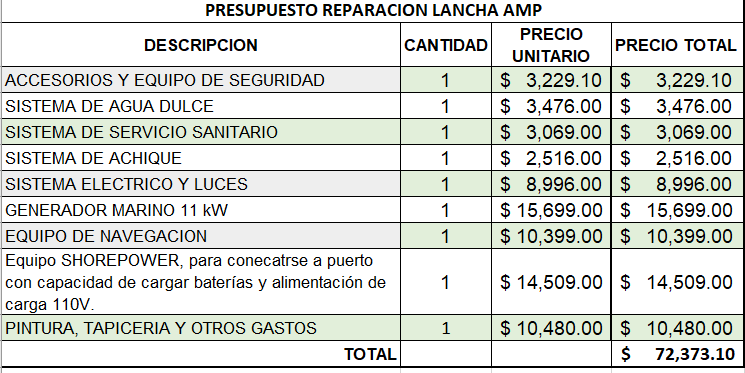 PRESUPUESTO REPARACION LANCHA AMP
DESCRIPCION CANTIDAD PRECIO UNITARIO PRECIO TOTAL
ACCESORIOS Y EQUIPO DE SEGURIDAD 1 $ 3,229.10 $ 3,229.10
SISTEMA DE AGUA DULCE 1 $ 3,476.00 $ 3,476.00
SISTEMA DE SERVICIO SANITARIO 1 $ 3,069.00 $ 3,069.00
SISTEMA DE ACHIQUE 1 $ 2,516.00 $ 2,516.00
SISTEMA ELECTRICO Y LUCES 1 $ 8,996.00 $ 8,996.00
GENERADOR MARINO 11 kW 1 $ 15,699.00 $ 15,699.00
EQUIPO DE NAVEGACION 1 $ 10,399.00 $ 10,399.00
Equipo SHOREPOWER, para conecatrse a puerto
con capacidad de cargar baterías y alimentación de
carga 110V. 1 $ 14,509.00 $ 14,509.00
PINTURA, TAPICERIA Y OTROS GASTOS 1 $ 10,480.00 $ 10,480.00
TOTAL $ 72,373.10